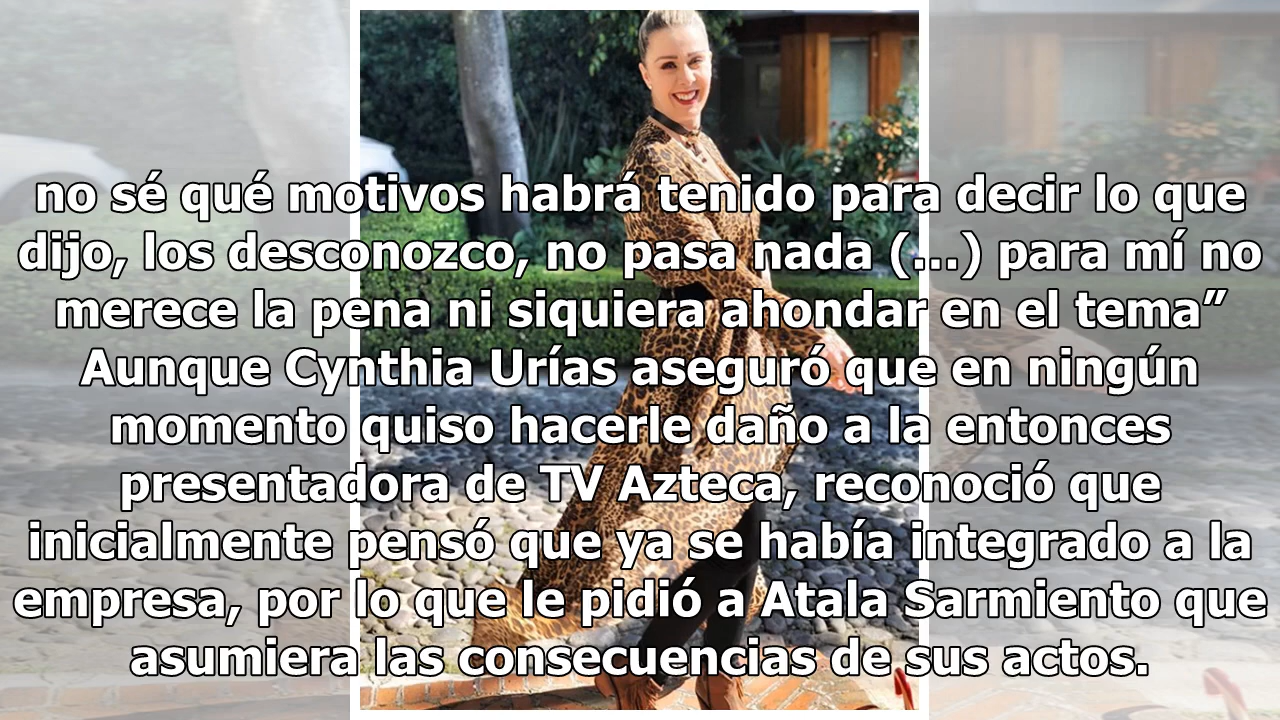 no sé qué motivos habrá tenido para decir lo que
dijo, los desconozco, no pasa nada (...) para mí no
merece la pena ni siquiera ahondar en el tema”
Aunque Cynthia Urías aseguró que en ningún
momento quiso hacerle daño a la entonces
presentadora de TV Azteca, reconoció que
inicialmente pensó que ya se había integrado a la
empresa, por lo que le pidió a Atala Sarmiento que
asumiera las consecuencias de sus actos.